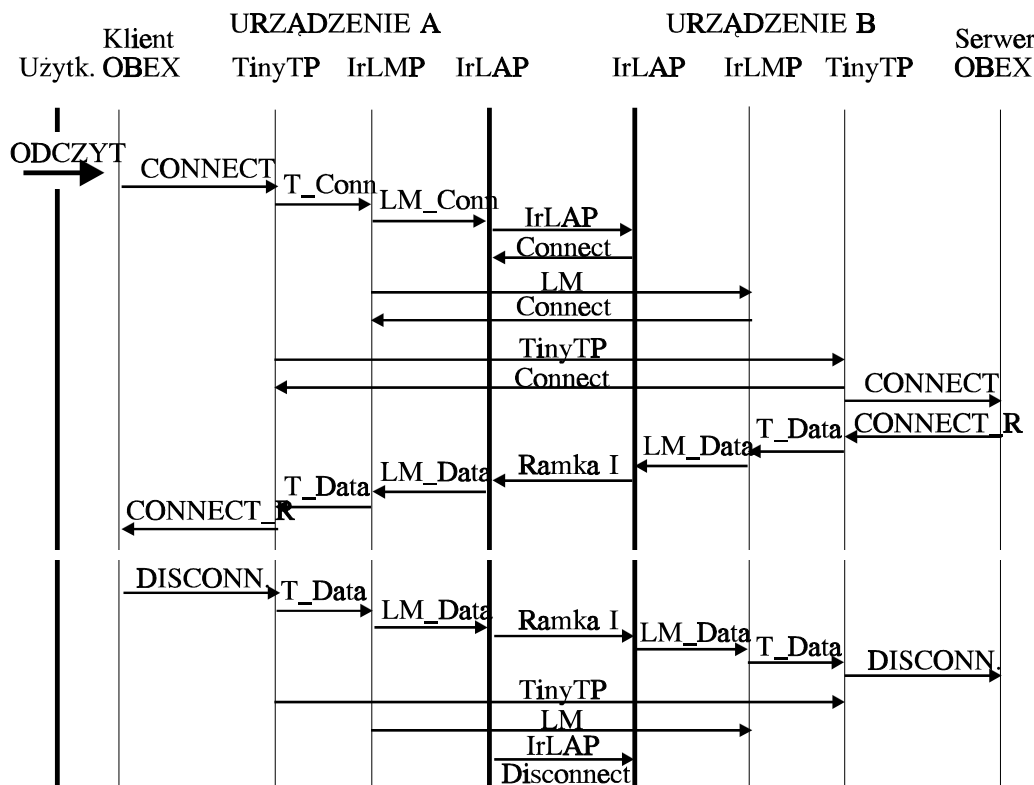 URZĄDZENIE A URZĄDZENIE B
Klient Serwer
Użytk. OBEX TinyTP IrLMP IrLAP IrLAP IrLMP TinyTP OBEX
ODCZYT
CONNECT
T_Conn
LM_Conn
IrLAP
Connect
LM
Connect
TinyTP
Connect
CONNECT
CONNECT_R
T_Data
LM_Data
Ramka I
LM_Data
T_Data
CONNECT_R
DISCONN.
T_Data
LM_Data
Ramka I
LM_Data
T_Data
DISCONN.
TinyTP
LM
IrLAP
Disconnect